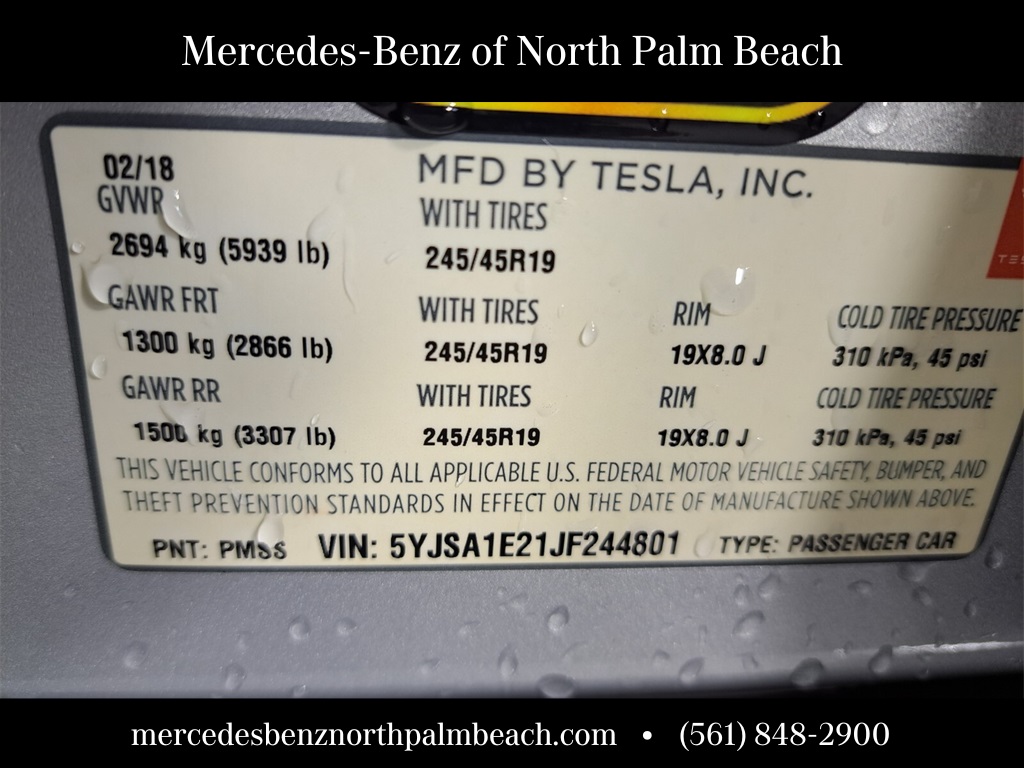 Mercedes-Benz of North Palm Beach
02/18 MFD BY TESLA, INC.
GVWR WITH TIRES
2694 kg (5939 lb) 245/45R19
GAWR FRT WITH TIRES RIM COLD TIRE PRESSURE
1300 kg (2866 lb) 245/45R19 19X8.0 J 310 kPa, 45 psi
GAWR RR WITH TIRES RIM COLD TIRE PRESSURE
1500 kg (3307 lb) 245/45R19 19X8.0 J 310 kPa, 45 psi
THIS VEHICLE CONFORMS TO ALL APPLICABLE U.S. FEDERAL MOTOR VEHICLE SAFETY, BUMPER, AND
THEFT PREVENTION STANDARDS IN EFFECT ON THE DATE OF MANUFACTURE SHOWN ABOVE.
PNT: VIN: 5YJSA1E21JF244801 TYPE: PASSENGER CAR
mercedesbenznorthpalmbeach.com • (561) 848-2900